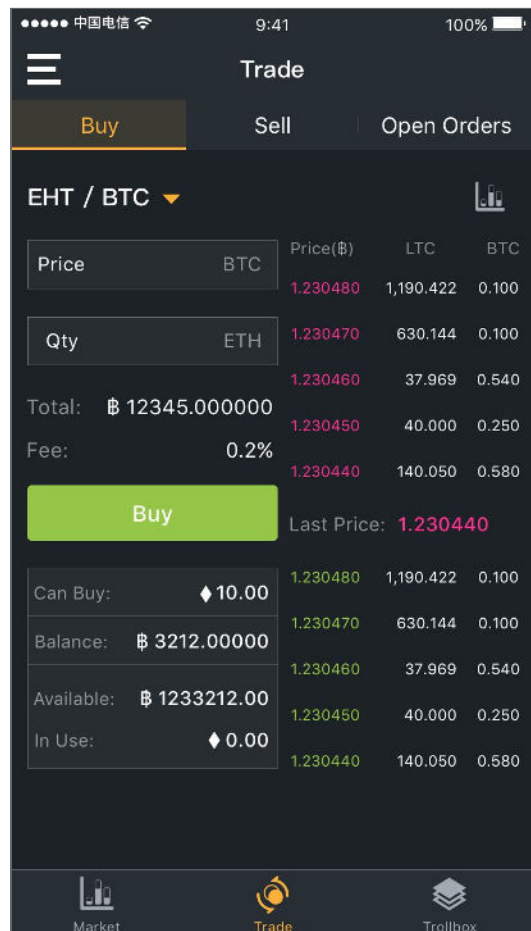 中国电信 9:41 100%
Trade
Buy Sell Open Orders
EHT / BTC
Price BTC
Qty ETH
Total: ฿ 12345.000000
Fee: 0.2%
Buy
Can Buy: ♦10.00
Balance: ฿ 3212.00000
Available: ฿ 1233212.00
In Use: ♦0.00
Price(฿) LTC BTC
1.230480 1,190.422 0.100
1.230470 630.144 0.100
1.230460 37.969 0.540
1.230450 40.000 0.250
1.230440 140.050 0.580
Last Price: 1.230440
1.230480 1,190.422 0.100
1.230470 630.144 0.100
1.230460 37.969 0.540
1.230450 40.000 0.250
1.230440 140.050 0.580
Market Trade Trollbox